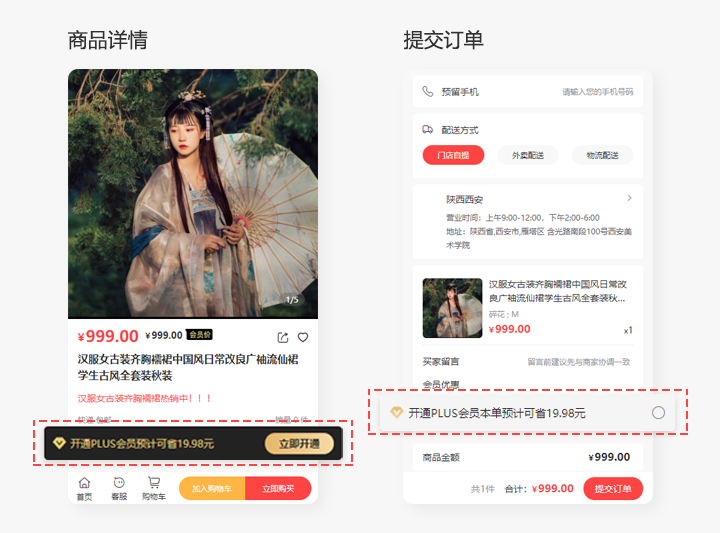 商品详情
1/5
¥999.00 ¥999.00 会员价
汉服女古装齐胸襦裙中国风日常改良广袖流仙裙
学生古风全套装秋装
汉服女古装齐胸襦裙热销中！！！
快递 包邮 销量 0 件
开通PLUS会员预计可省19.98元 立即开通
首页 客服 购物车 加入购物车 立即购买
提交订单
预留手机 请输入您的手机号码
配送方式
门店自提 外卖配送 物流配送
陕西西安
营业时间：上午9:00-12:00，下午2:00-6:00
地址：陕西省,西安市,雁塔区 含光路南段100号西安美
术学院
汉服女古装齐胸襦裙中国风日常改
良广袖流仙裙学生古风全套装秋...
碎花 ; M
¥999.00 x1
买家留言 留言前建议先与商家协调一致
会员优惠
开通PLUS会员本单预计可省19.98元
商品金额 ¥999.00
共1件 合计：¥999.00 提交订单